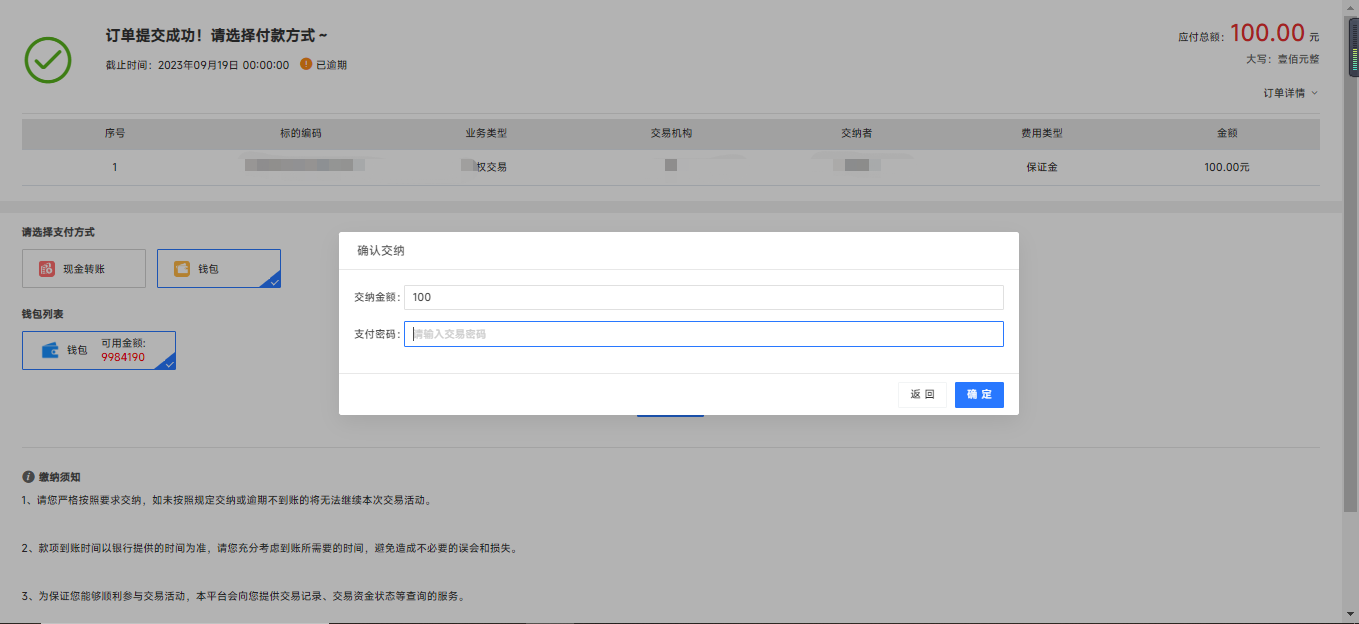 订单提交成功！请选择付款方式 ~
应付总额：100.00 元
截止时间：2023年09月19日 00:00:00 已逾期
大写：壹佰元整
订单详情
序号 标的编码 业务类型 交易机构 交纳者 费用类型 金额
1 权交易 保证金 100.00元
请选择支付方式
现金转账 钱包
钱包列表
钱包 可用金额:
9984190
确认交纳
交纳金额: 100
支付密码: 请输入交易密码
返 回 确 定
缴纳须知
1、请您严格按照要求交纳，如未按照规定交纳或逾期不到账的将无法继续本次交易活动。
2、款项到账时间以银行提供的时间为准，请您充分考虑到账所需要的时间，避免造成不必要的误会和损失。
3、为保证您能够顺利参与交易活动，本平台会向您提供交易记录、交易资金状态等查询的服务。